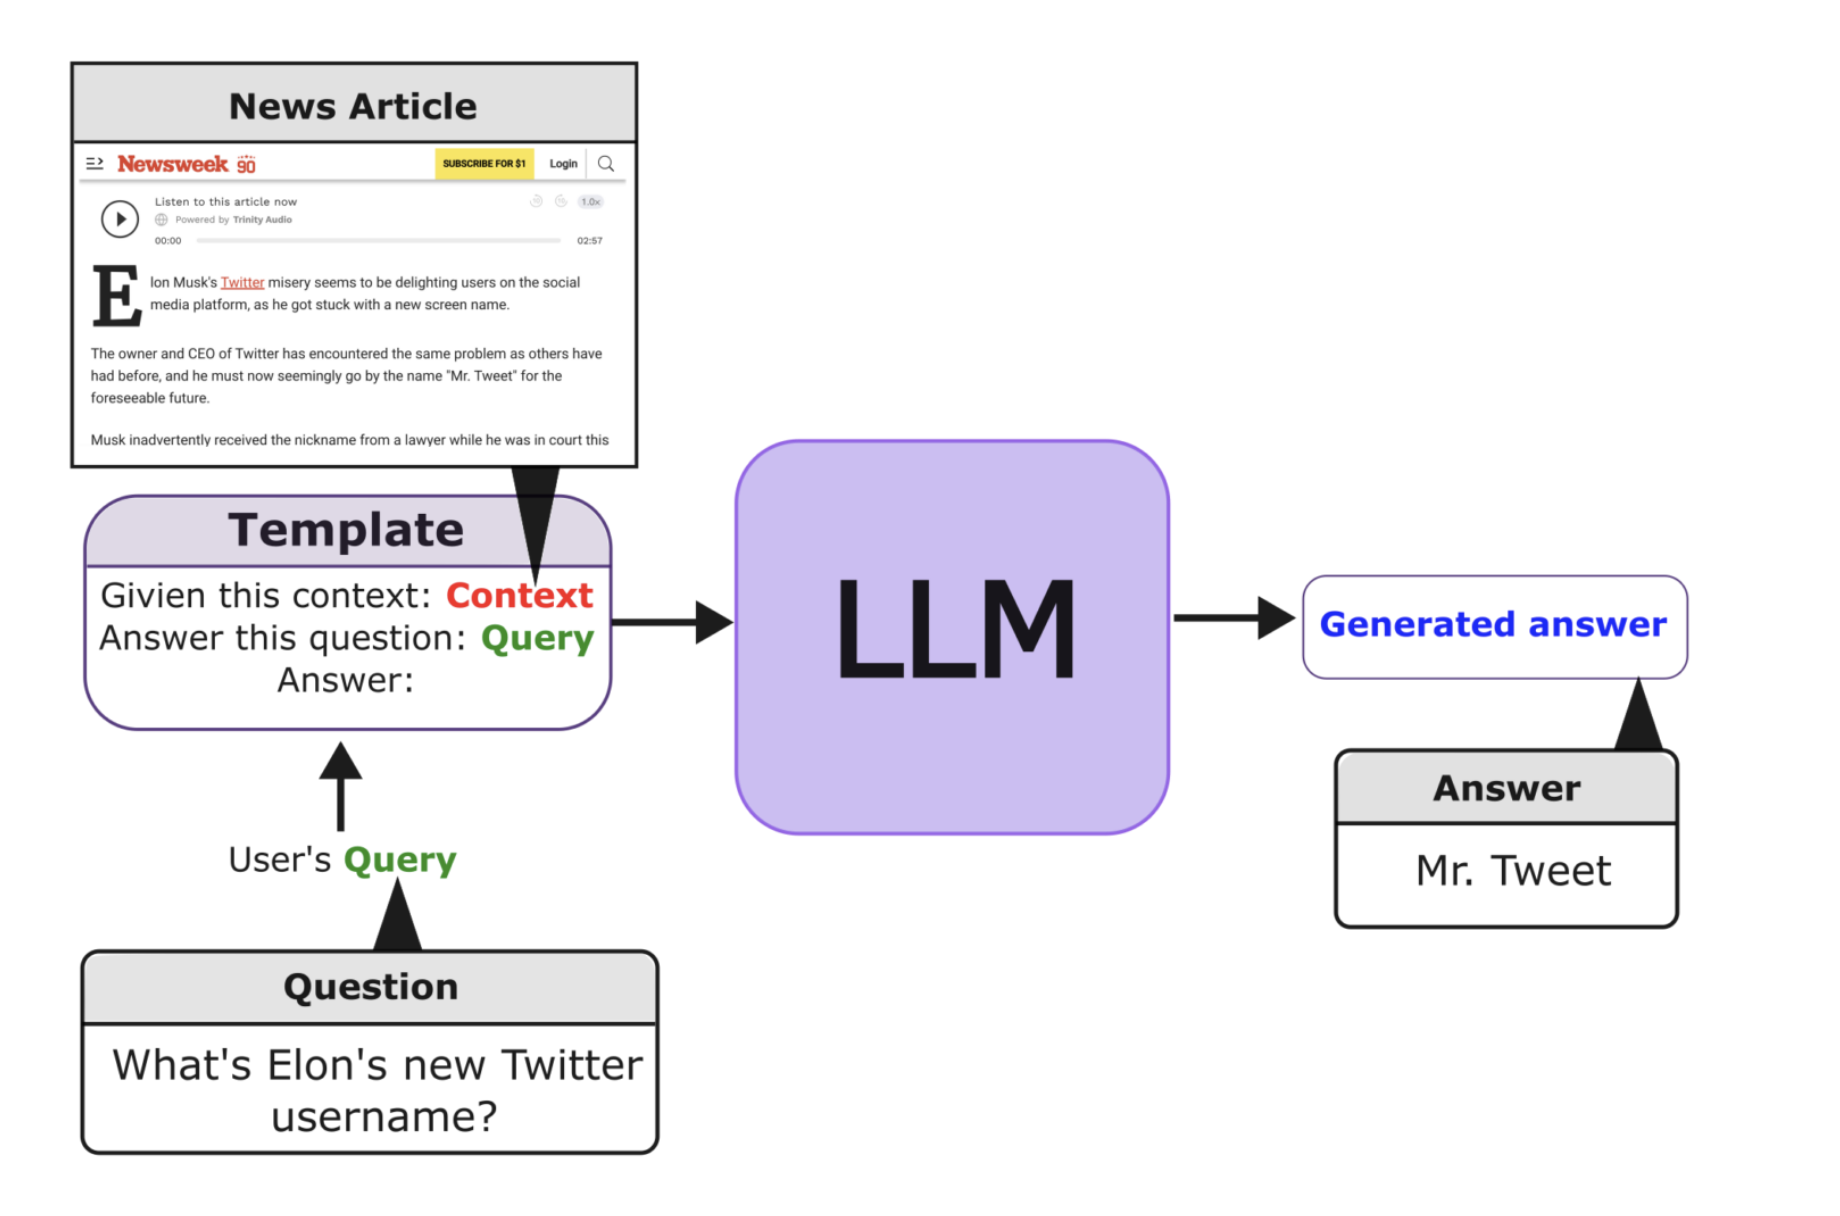 News Article
Newsweek 90
SUBSCRIBE FOR $1
Login
Listen to this article now
1.0x
Powered by Trinity Audio
00:00
02:57
Elon Musk's Twitter misery seems to be delighting users on the social
media platform, as he got stuck with a new screen name.
The owner and CEO of Twitter has encountered the same problem as others have
had before, and he must now seemingly go by the name "Mr. Tweet" for the
foreseeable future.
Musk inadvertently received the nickname from a lawyer while he was in court this
Template
Givien this context: Context
Answer this question: Query
Answer:
User's Query
Question
What's Elon's new Twitter
username?
LLM
Generated answer
Answer
Mr. Tweet